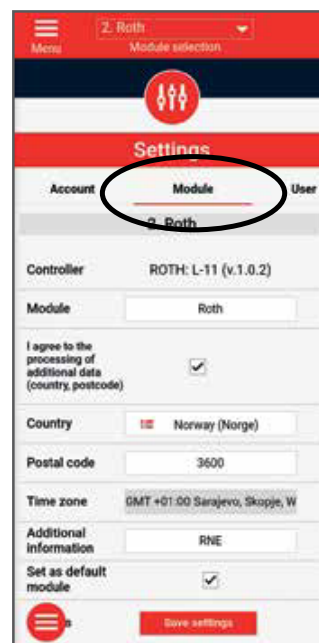 2. Roth
Menu
Module selection
Settings
Account Module User
2. Roth
Controller ROTH: L-11 (v.1.0.2)
Module Roth
I agree to the
processing of
additional data
(country, postcode)
Country Norway (Norge)
Postal code 3600
Time zone GMT +01:00 Sarajevo, Skopje, W
Additional
information RNE
Set as default
module
s Save settings